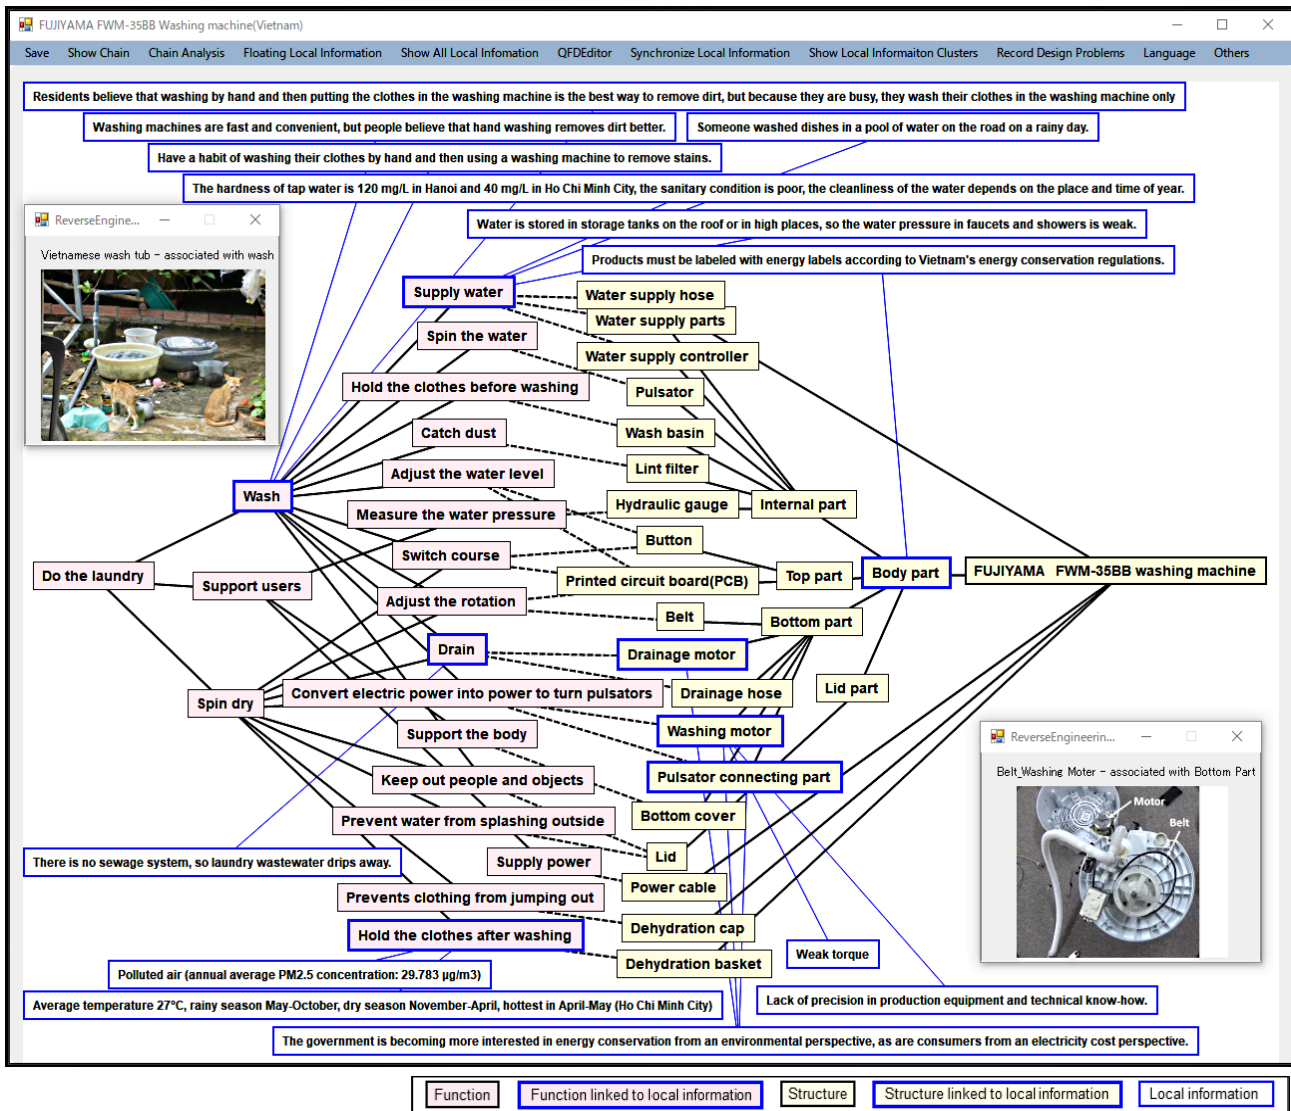 FUJIYAMA FWM-35BB Washing machine(Vietnam)
Save Show Chain Chain Analysis Floating Local Information Show All Local Infomation QFDEditor Synchronize Local Information Show Local Informaiton Clusters Record Design Problems Language Others
Residents believe that washing by hand and then putting the clothes in the washing machine is the best way to remove dirt, but because they are busy, they wash their clothes in the washing machine only
Washing machines are fast and convenient, but people believe that hand washing removes dirt better.
Someone washed dishes in a pool of water on the road on a rainy day.
Have a habit of washing their clothes by hand and then using a washing machine to remove stains.
The hardness of tap water is 120 mg/L in Hanoi and 40 mg/L in Ho Chi Minh City, the sanitary condition is poor, the cleanliness of the water depends on the place and time of year.
ReverseEngine...
Water is stored in storage tanks on the roof or in high places, so the water pressure in faucets and showers is weak.
Vietnamese wash tub - associated with wash
Products must be labeled with energy labels according to Vietnam's energy conservation regulations.
Supply water
Water supply hose
Water supply parts
Spin the water
Water supply controller
Hold the clothes before washing
Pulsator
Catch dust
Wash basin
Adjust the water level
Lint filter
Wash
Measure the water pressure
Hydraulic gauge
Internal part
Switch course
Button
Do the laundry
Support users
Printed circuit board(PCB)
Top part
Body part
FUJIYAMA FWM-35BB washing machine
Adjust the rotation
Belt
Bottom part
Drain
Drainage motor
Spin dry
Convert electric power into power to turn pulsators
Drainage hose
Lid part
Support the body
Washing motor
ReverseEngineerin...
Keep out people and objects
Pulsator connecting part
Belt_Washing Moter - associated with Bottom Part
Motor
Belt
Prevent water from splashing outside
Bottom cover
There is no sewage system, so laundry wastewater drips away.
Supply power
Lid
Power cable
Prevents clothing from jumping out
Dehydration cap
Hold the clothes after washing
Dehydration basket
Weak torque
Polluted air (annual average PM2.5 concentration: 29.783 μg/m3)
Average temperature 27°C, rainy season May-October, dry season November-April, hottest in April-May (Ho Chi Minh City)
Lack of precision in production equipment and technical know-how.
The government is becoming more interested in energy conservation from an environmental perspective, as are consumers from an electricity cost perspective.
Function
Function linked to local information
Structure
Structure linked to local information
Local information